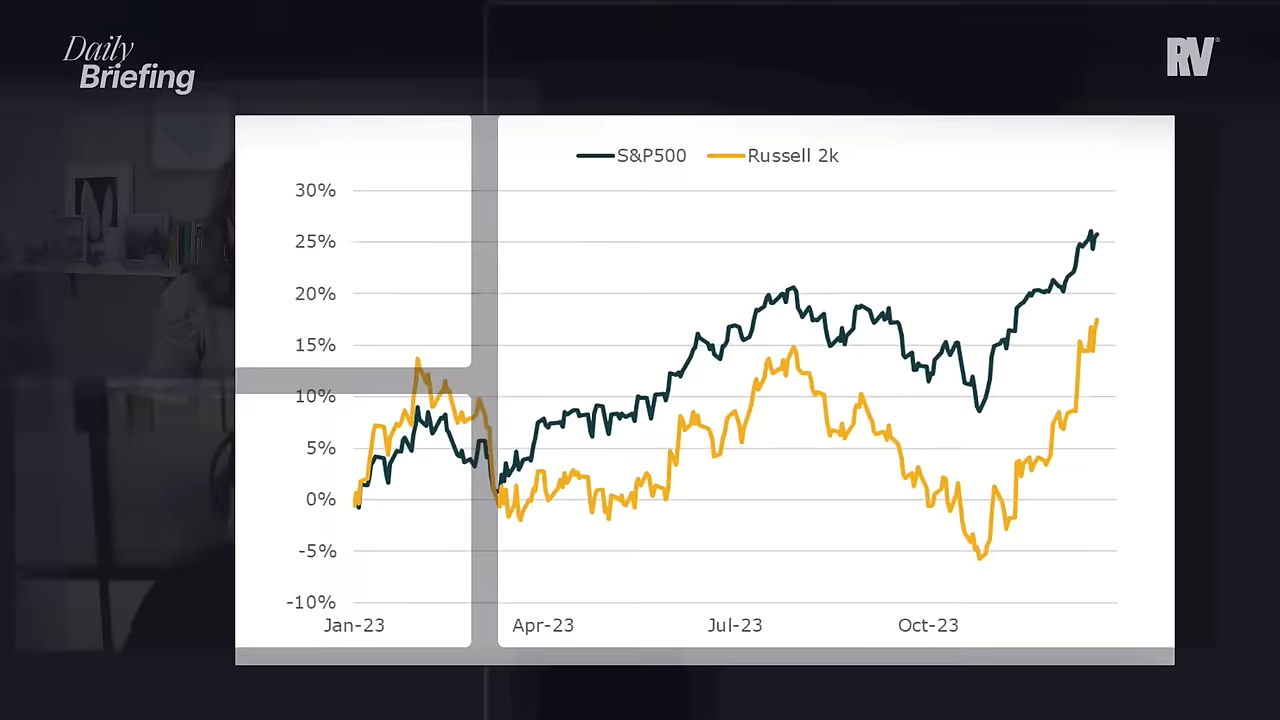 Daily
Briefing
RV
S&P500 Russell 2k
30%
25%
20%
15%
10%
5%
0%
-5%
-10%
Jan-23 Apr-23 Jul-23 Oct-23